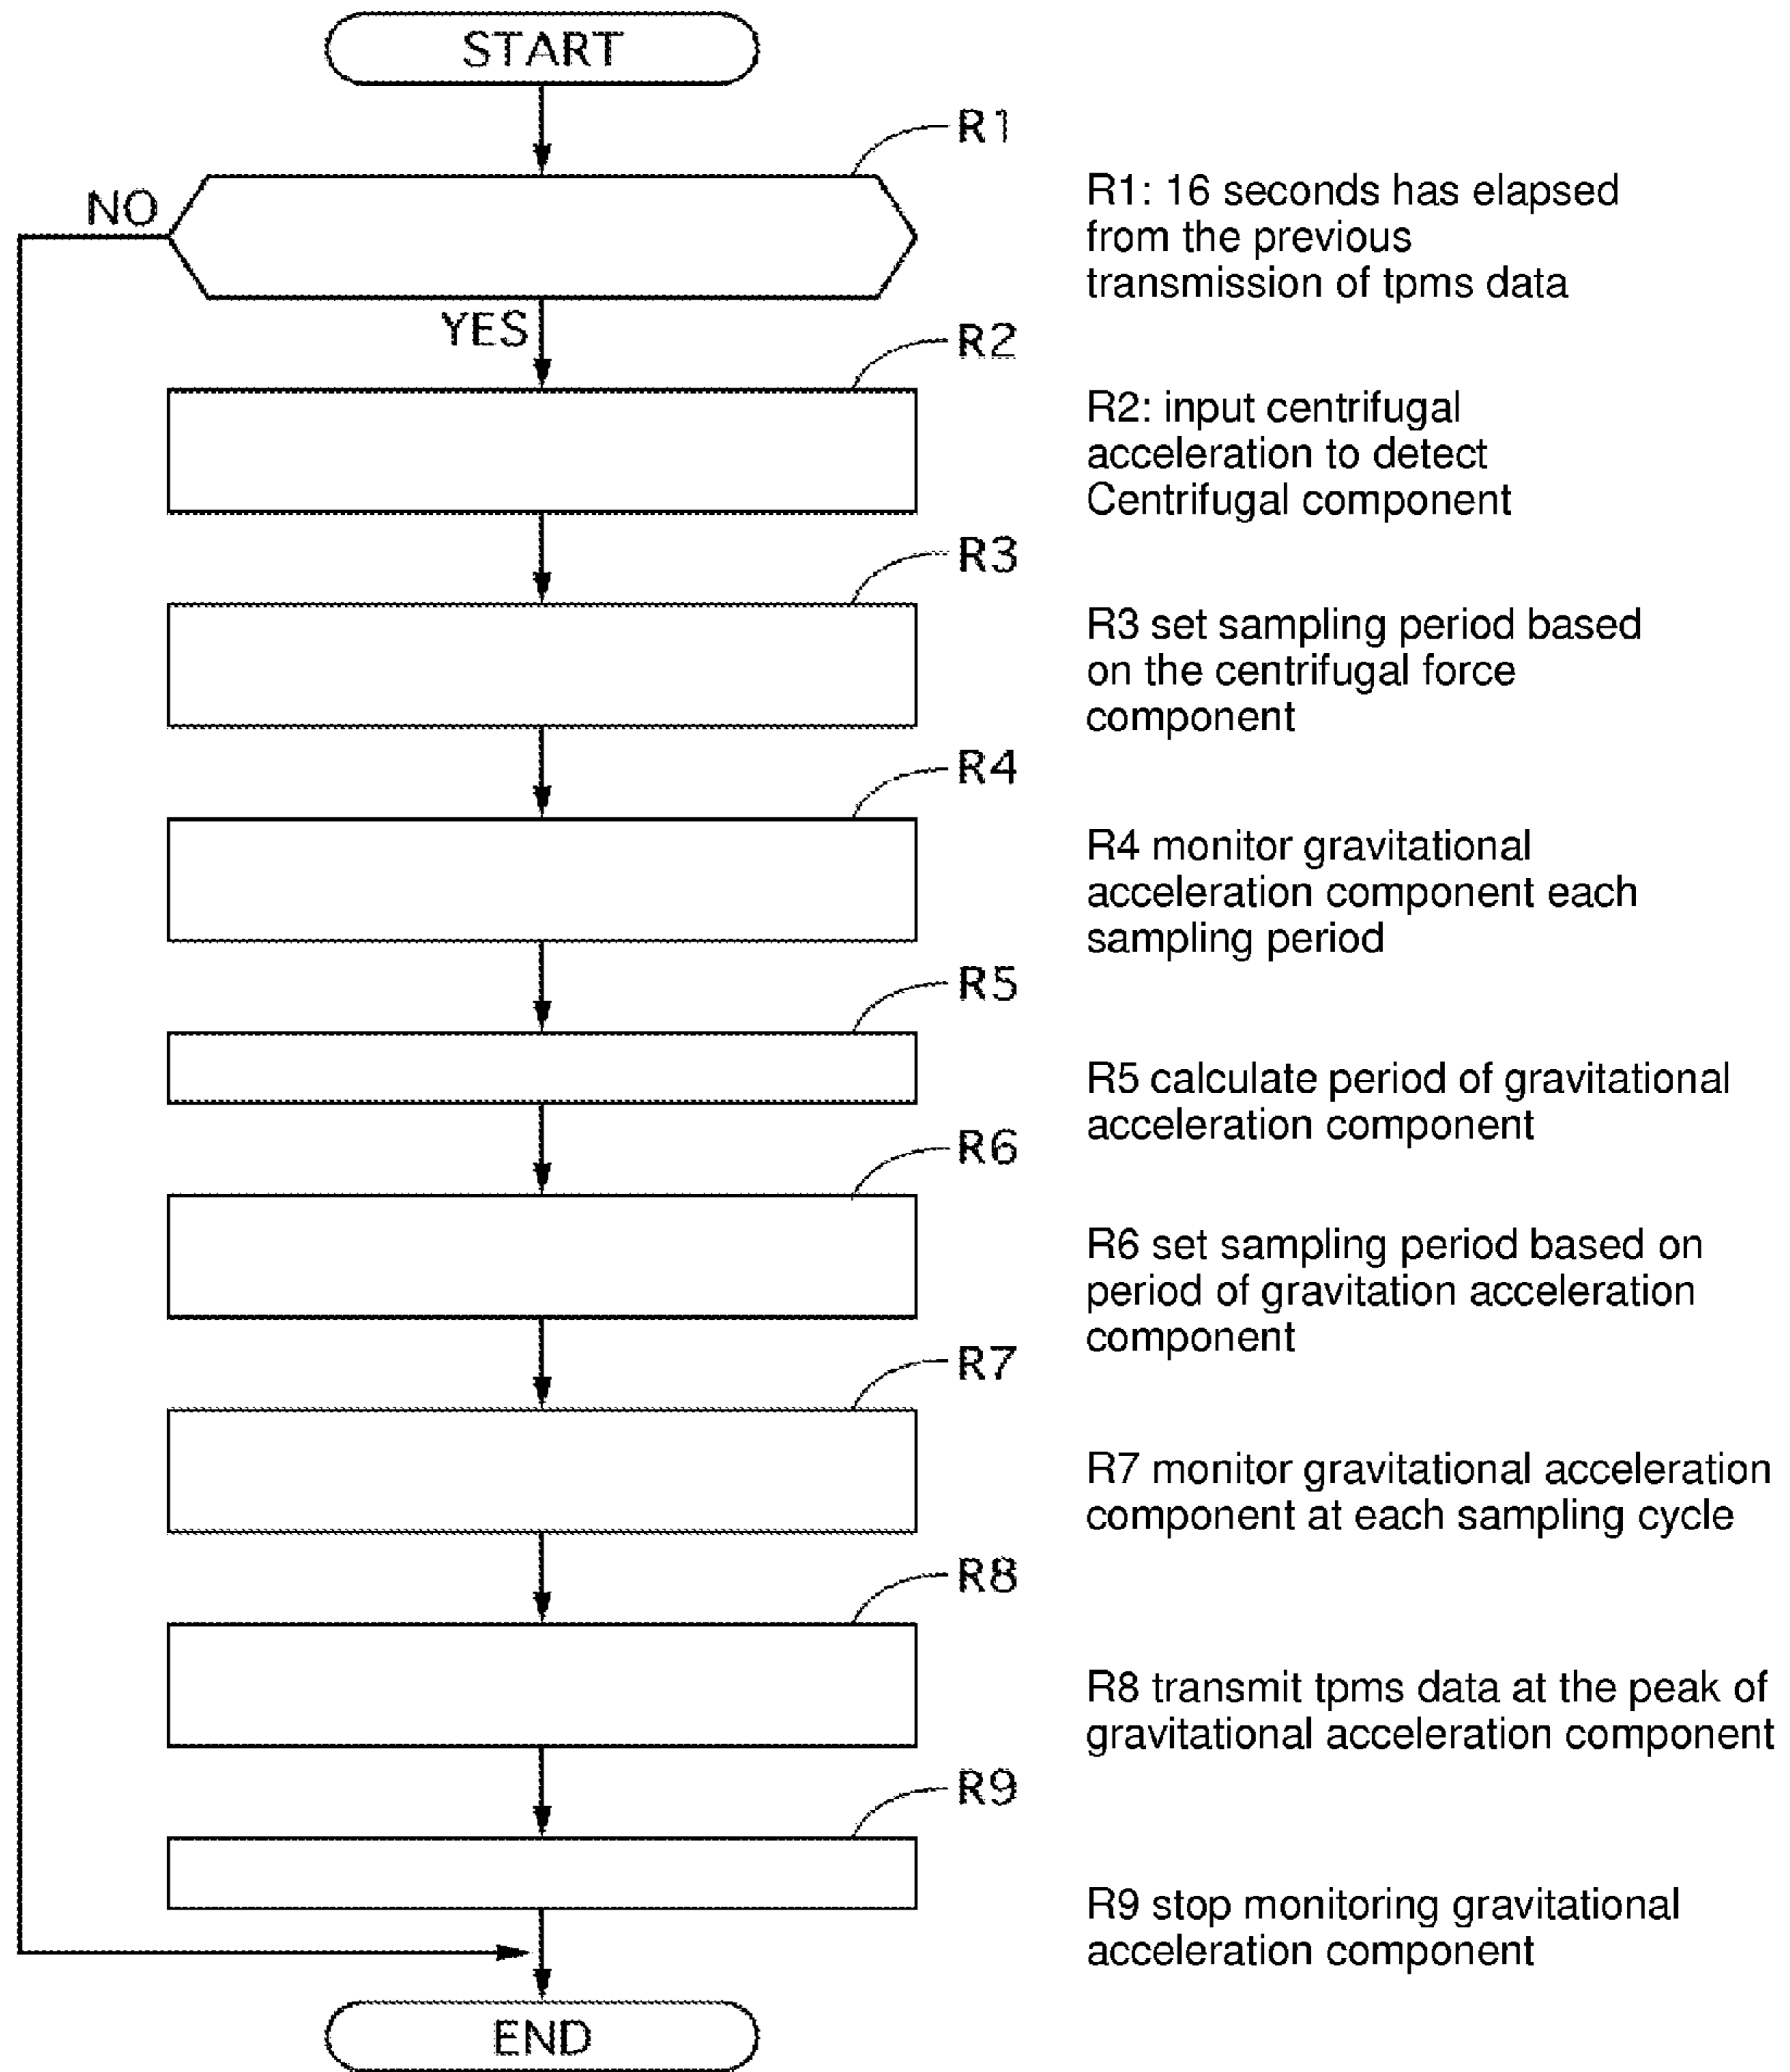 START
R1
NO
R1: 16 seconds has elapsed
from the previous
transmission of tpms data
YES
R2
R2: input centrifugal
acceleration to detect
Centrifugal component
R3
R3 set sampling period based
on the centrifugal force
component
R4
R4 monitor gravitational
acceleration component each
sampling period
R5
R5 calculate period of gravitational
acceleration component
R6
R6 set sampling period based on
period of gravitation acceleration
component
R7
R7 monitor gravitational acceleration
component at each sampling cycle
R8
R8 transmit tpms data at the peak of
gravitational acceleration component
R9
R9 stop monitoring gravitational
acceleration component
END